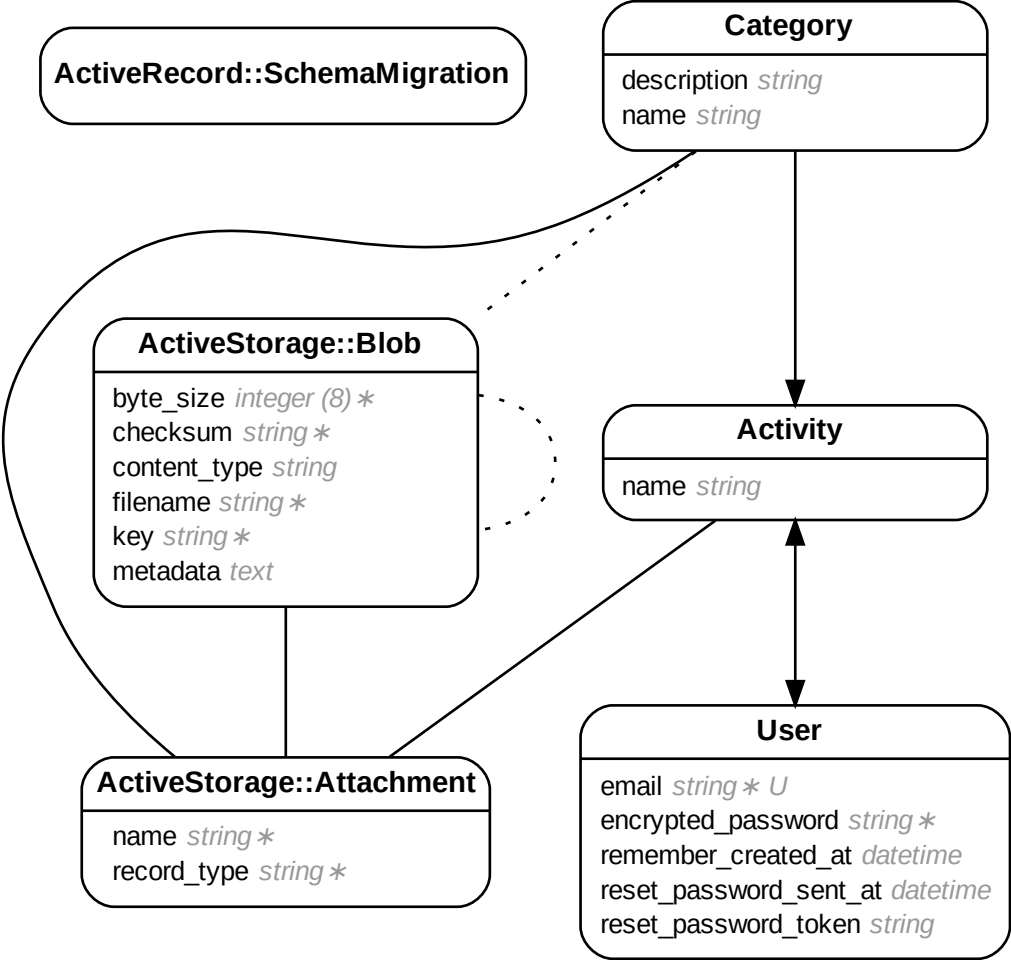 ActiveRecord::SchemaMigration
Category
description string
name string
ActiveStorage::Blob
byte_size integer (8) ∗
checksum string ∗
content_type string
filename string ∗
key string ∗
metadata text
Activity
name string
ActiveStorage::Attachment
name string ∗
record_type string ∗
User
email string ∗ U
encrypted_password string ∗
remember_created_at datetime
reset_password_sent_at datetime
reset_password_token string